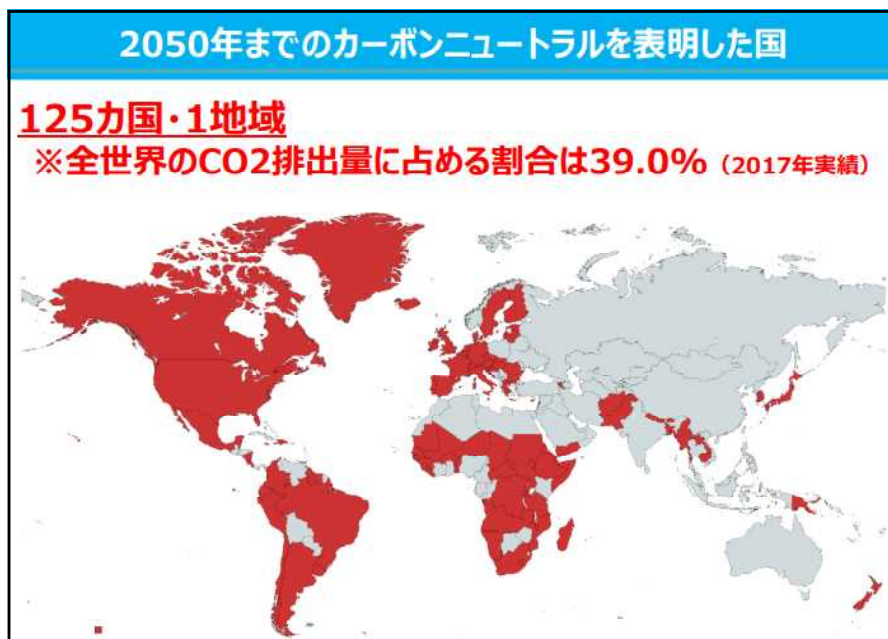 2050年までのカーボンニュートラルを表明した国
125カ国・1地域
※全世界のCO2排出量に占める割合は39.0%（2017年実績）